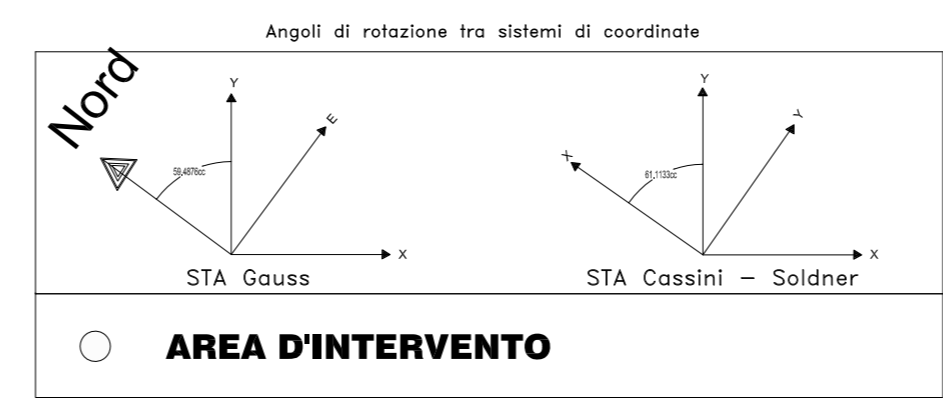 Angoli di rotazione tra sistemi di coordinate
Nord
Y
E
59,4876cc
X
STA Gauss
Y
Y
X
61,1133cc
X
STA Cassini – Soldner
AREA D'INTERVENTO